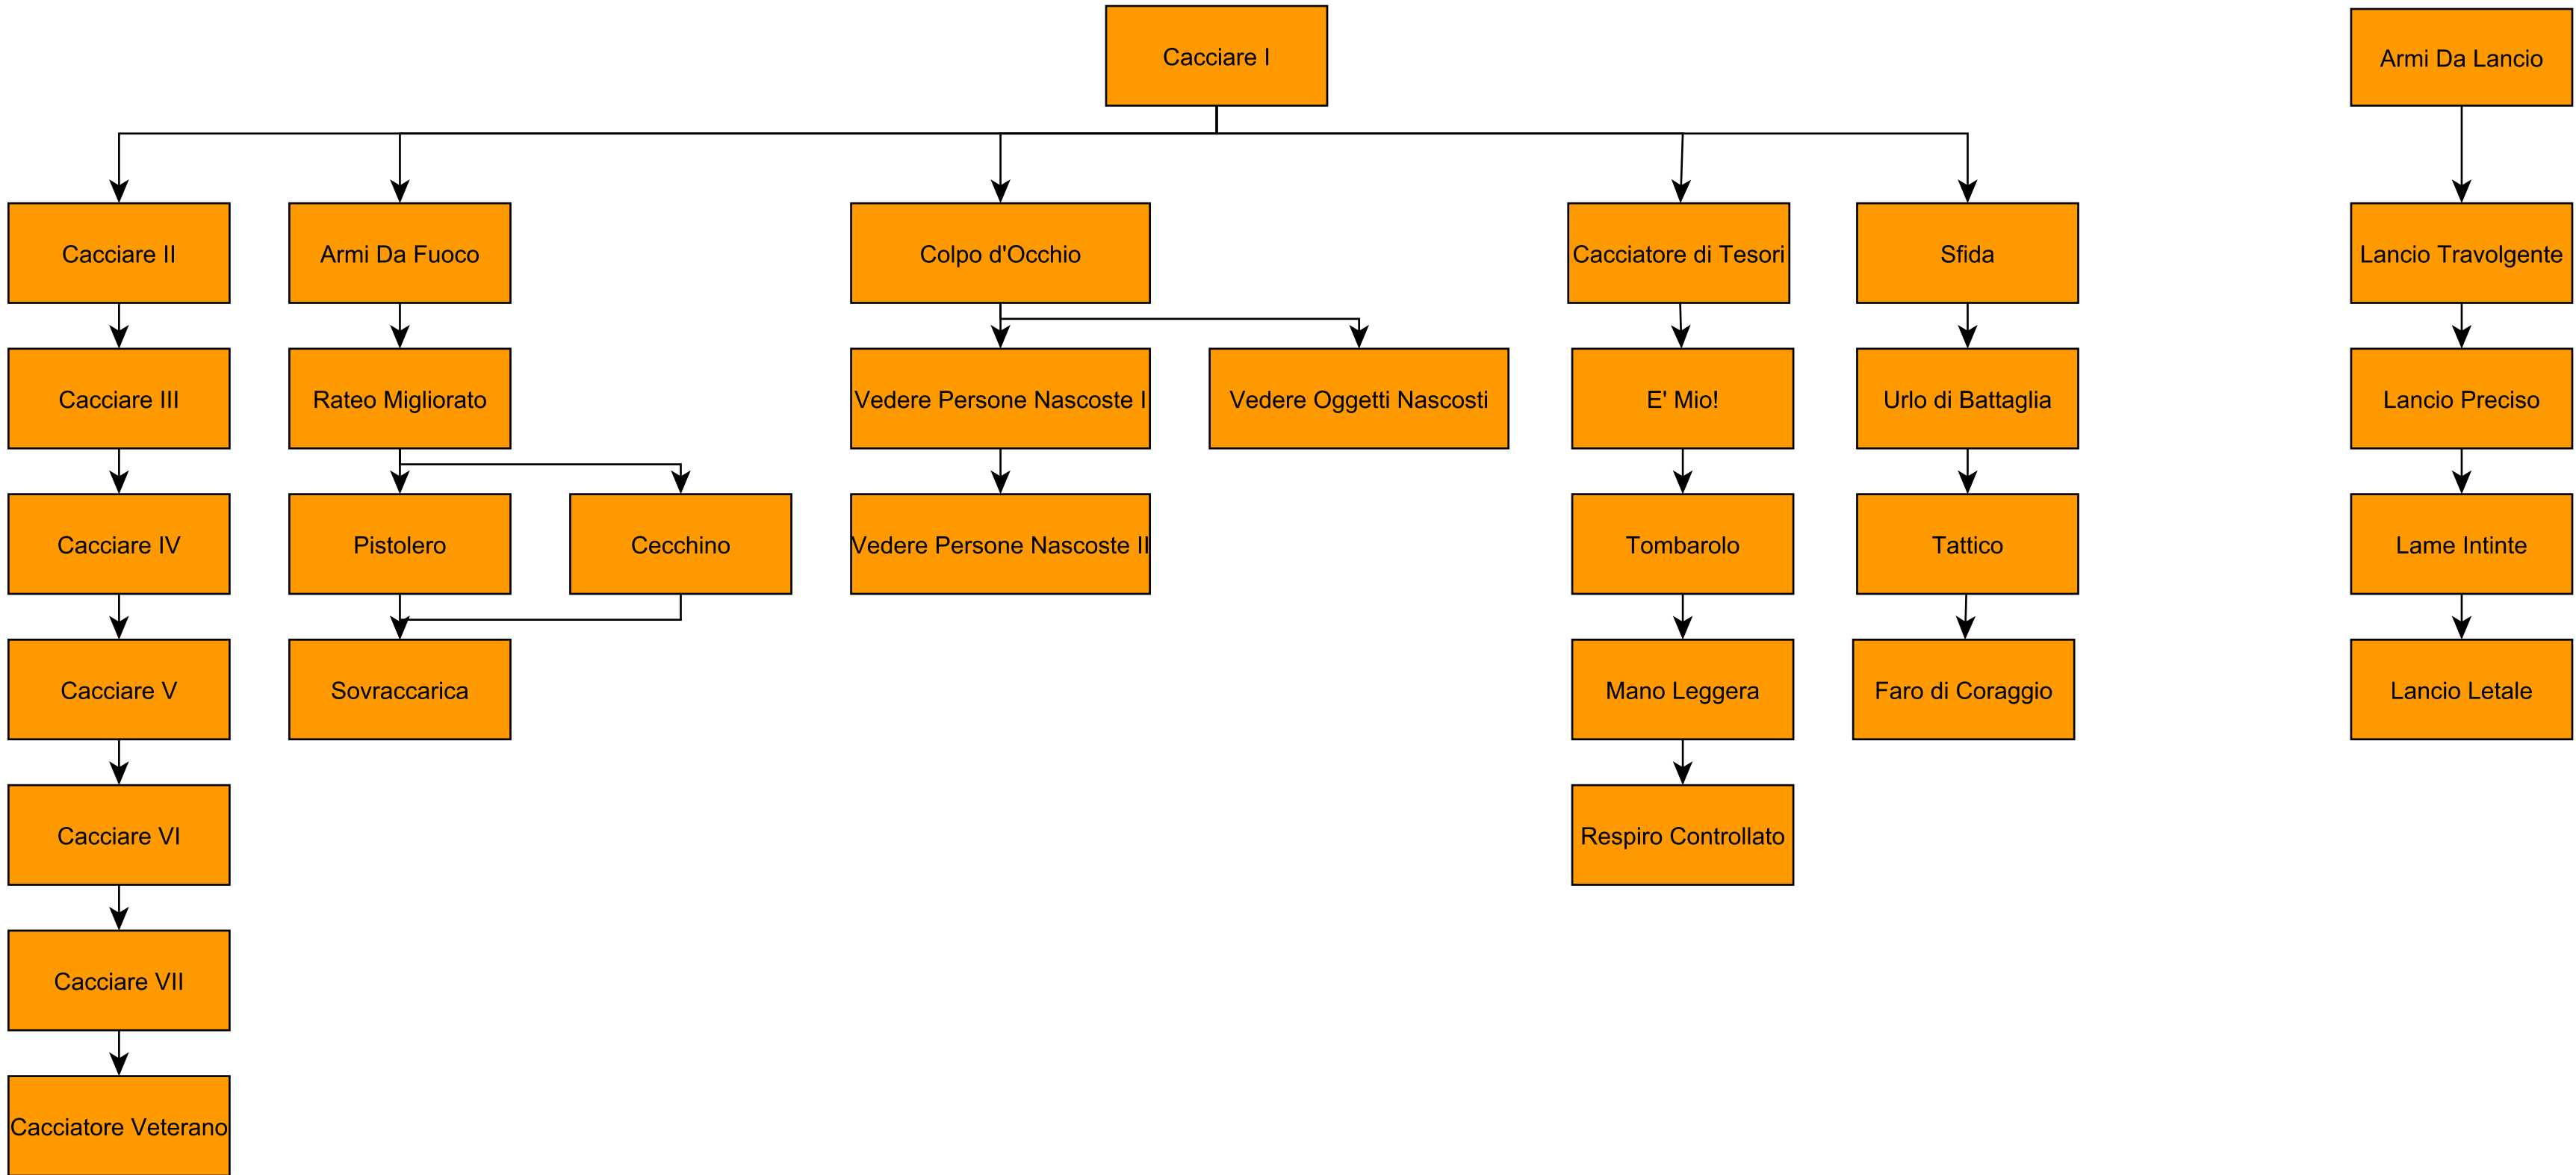 Cacciare I
Armi Da Lancio
Cacciare II
Armi Da Fuoco
Colpo d'Occhio
Cacciatore di Tesori
Sfida
Lancio Travolgente
Cacciare III
Rateo Migliorato
Vedere Persone Nascoste I
Vedere Oggetti Nascosti
E' Mio!
Urlo di Battaglia
Lancio Preciso
Cacciare IV
Pistolero
Cecchino
Vedere Persone Nascoste II
Tombarolo
Tattico
Lame Intinte
Cacciare V
Sovraccarica
Mano Leggera
Faro di Coraggio
Lancio Letale
Cacciare VI
Respiro Controllato
Cacciare VII
Cacciatore Veterano